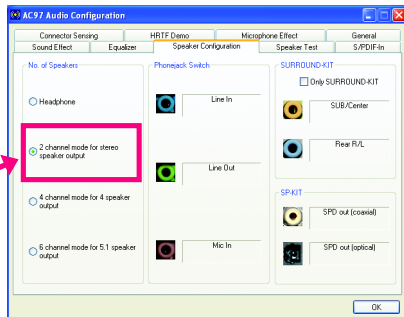 AC97 Audio Configuration
Connector Sensing
HRTF Demo
Microphone Effect
General
Sound Effect
Equalizer
Speaker Configuration
Speaker Test
S/PDIF-In
No. of Speakers
Headphone
2 channel mode for stereo
speaker output
4 channel mode for 4 speaker
output
6 channel mode for 5.1 speaker
output
Phonejack Switch
Line In
Line Out
Mic In
SURROUND-KIT
Only SURROUND-KIT
SUB/Center
Rear R/L
SP-KIT
SPD out (coaxial)
SPD out (optical)
OK